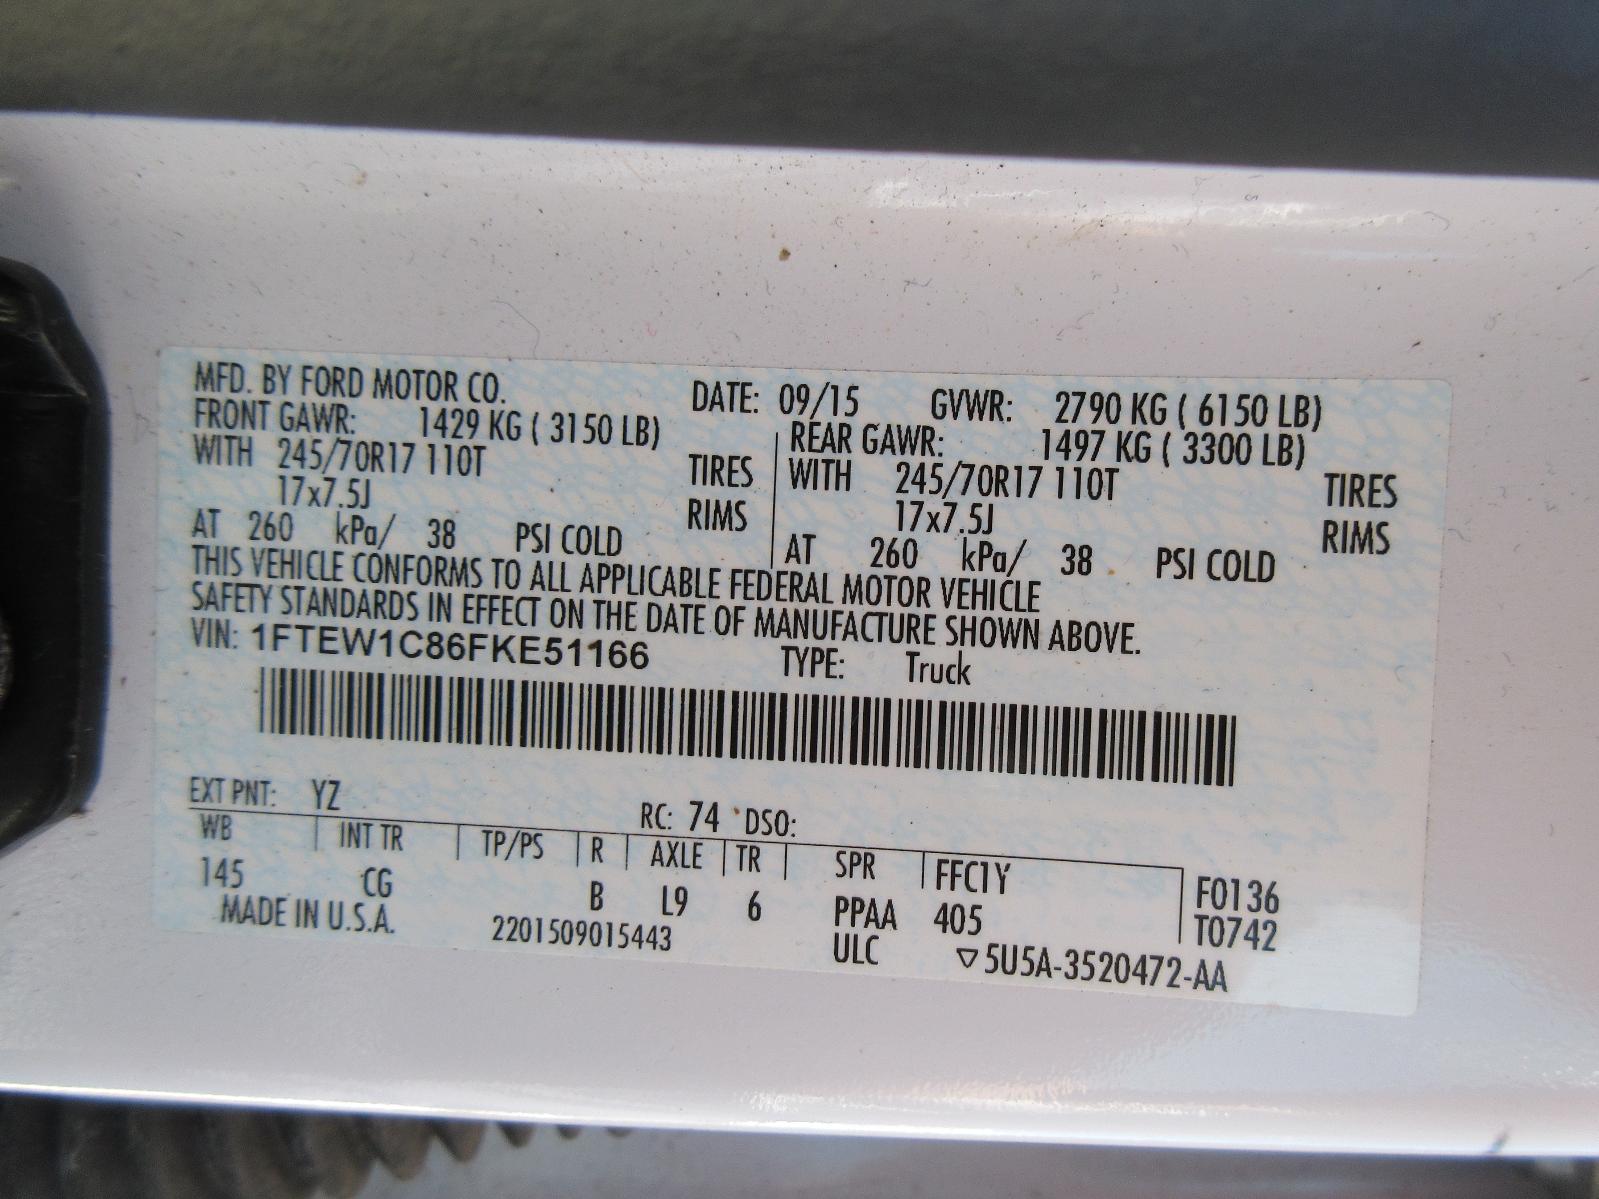 MFD. BY FORD MOTOR CO. DATE: 09/15 GVWR: 2790 KG ( 6150 LB)
FRONT GAWR: 1429 KG ( 3150 LB) REAR GAWR: 1497 KG ( 3300 LB)
WITH 245/70R17 110T TIRES WITH 245/70R17 110T TIRES
17x7.5J RIMS 17x7.5J RIMS
AT 260 kPa/ 38 PSI COLD AT 260 kPa/ 38 PSI COLD
THIS VEHICLE CONFORMS TO ALL APPLICABLE FEDERAL MOTOR VEHICLE
SAFETY STANDARDS IN EFFECT ON THE DATE OF MANUFACTURE SHOWN ABOVE.
VIN: 1FTEW1C86FKE51166 TYPE: Truck
EXT PNT: YZ RC: 74 DSO:
WB INT TR TP/PS R AXLE TR SPR FFC1Y F0136
145 CG B L9 6 PPAA 405 T0742
MADE IN U.S.A. 2201509015443 ULC ▽5U5A-3520472-AA